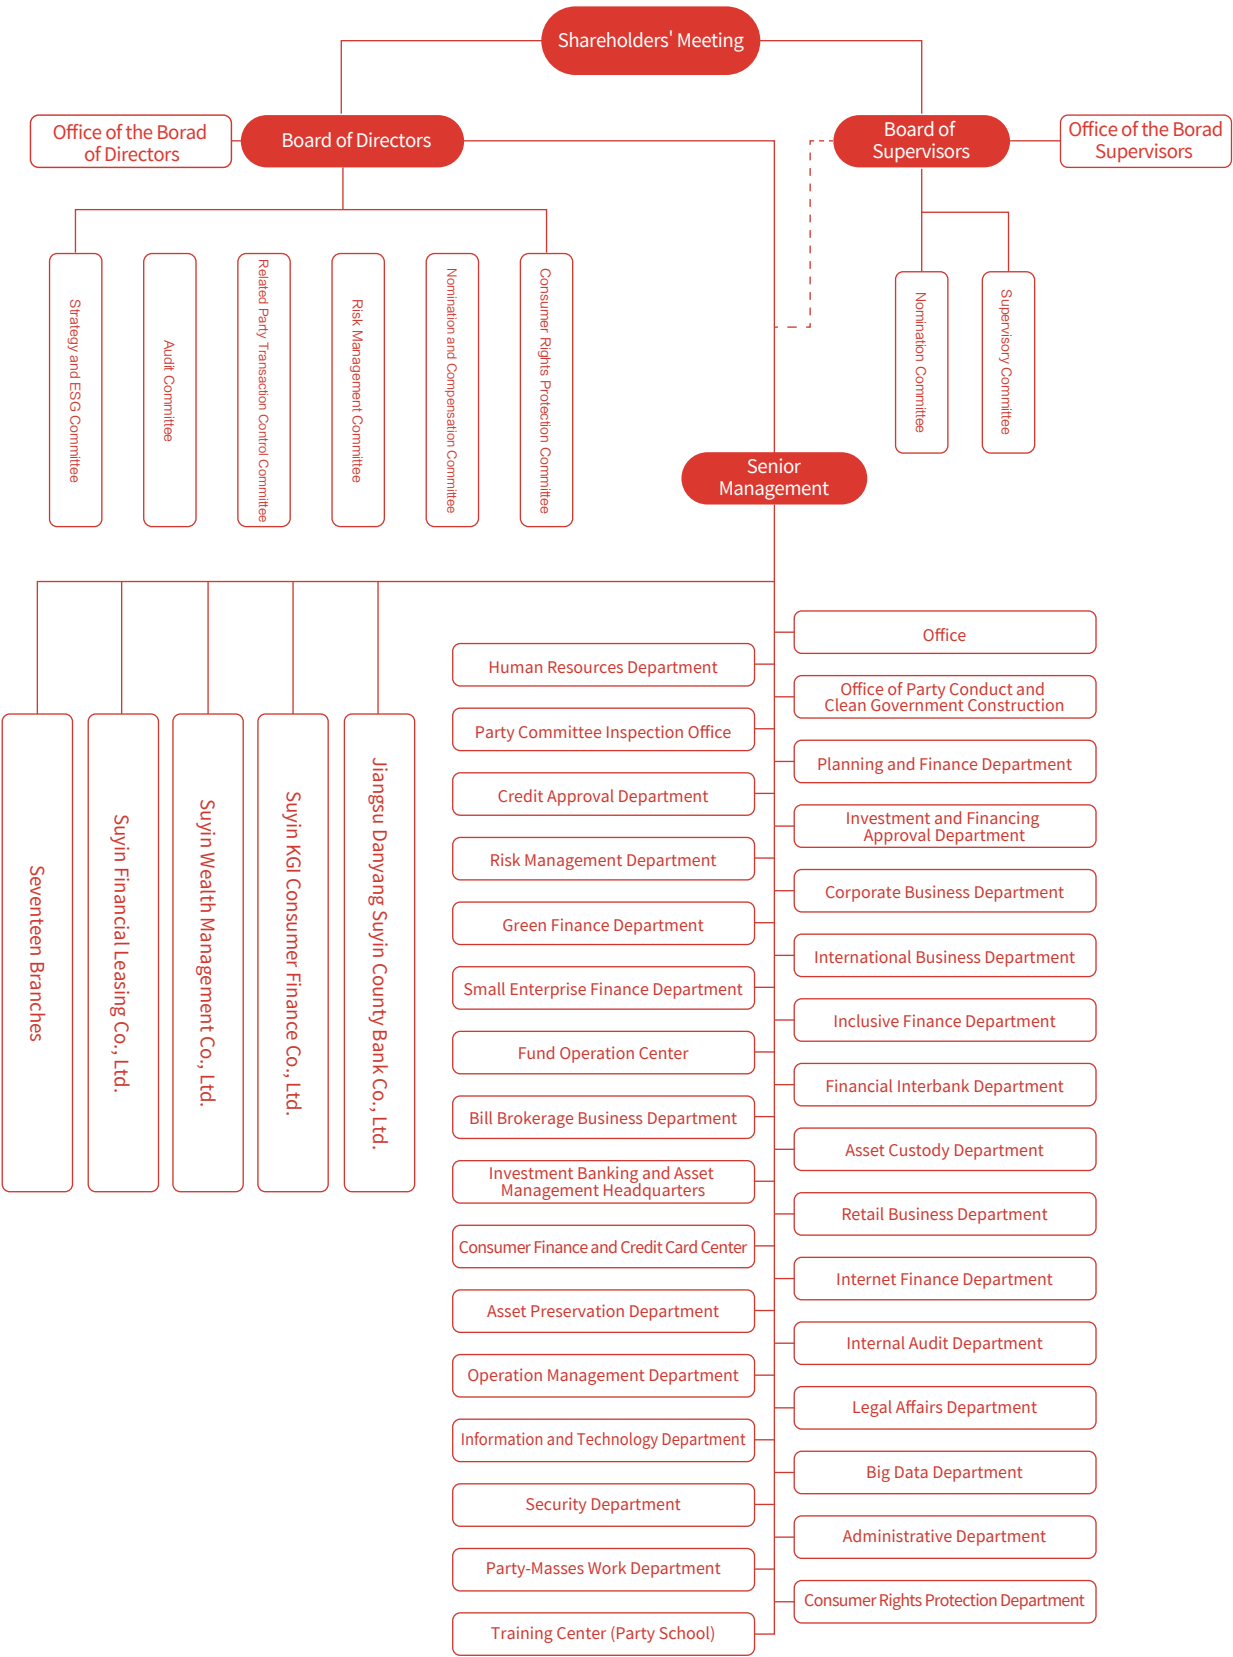 Shareholders' Meeting
Office of the Borad
of Directors
Board of Directors
Board of
Supervisors
Office of the Borad
Supervisors
Strategy and ESG Committee
Audit Committee
Related Party Transaction Control Committee
Risk Management Committee
Nomination and Compensation Committee
Consumer Rights Protection Committee
Nomination Committee
Supervisory Committee
Senior
Management
Seventeen Branches
Suyin Financial Leasing Co., Ltd.
Suyin Wealth Management Co., Ltd.
Suyin KGI Consumer Finance Co., Ltd.
Jiangsu Danyang Suyin County Bank Co., Ltd.
Office
Human Resources Department
Office of Party Conduct and
Clean Government Construction
Party Committee Inspection Office
Planning and Finance Department
Credit Approval Department
Investment and Financing
Approval Department
Risk Management Department
Corporate Business Department
Green Finance Department
International Business Department
Small Enterprise Finance Department
Inclusive Finance Department
Fund Operation Center
Financial Interbank Department
Bill Brokerage Business Department
Asset Custody Department
Investment Banking and Asset
Management Headquarters
Retail Business Department
Consumer Finance and Credit Card Center
Internet Finance Department
Asset Preservation Department
Internal Audit Department
Operation Management Department
Legal Affairs Department
Information and Technology Department
Big Data Department
Security Department
Administrative Department
Party-Masses Work Department
Consumer Rights Protection Department
Training Center (Party School)